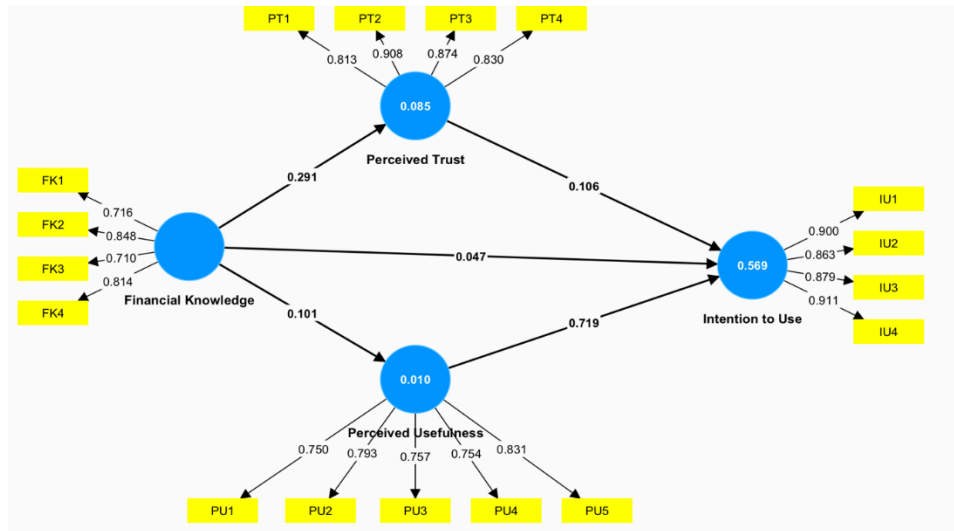 PT1 PT2 PT3 PT4
0.813 0.908 0.874 0.830
0.085
Perceived Trust
FK1
FK2
FK3
FK4
0.716
0.848
0.710
0.814
Financial Knowledge
0.291
0.047
0.101
0.106
0.719
0.569
Intention to Use
0.900
0.863
0.879
0.911
IU1
IU2
IU3
IU4
0.010
Perceived Usefulness
0.750 0.793 0.757 0.754 0.831
PU1 PU2 PU3 PU4 PU5